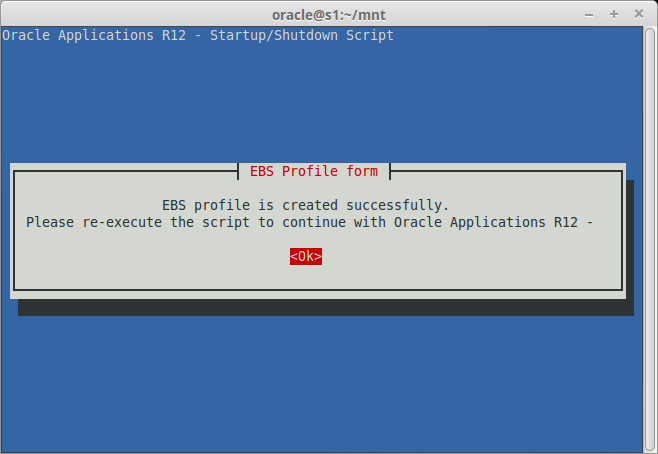 oracle@s1:~/mnt
Oracle Applications R12 - Startup/Shutdown Script
EBS Profile form
EBS profile is created successfully.
Please re-execute the script to continue with Oracle Applications R12 -
<Ok>